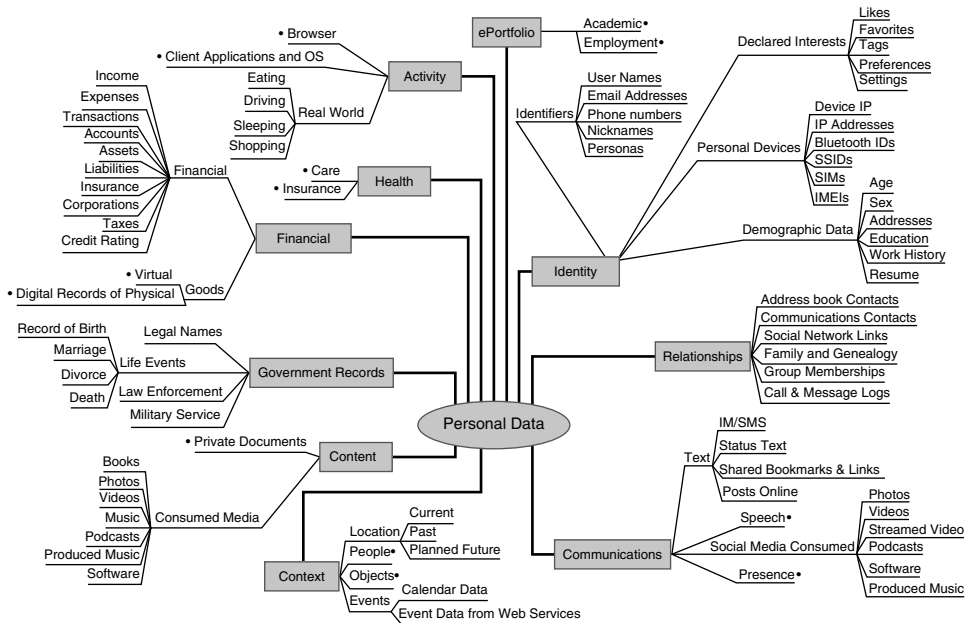 ePortfolio
Academic•
Employment•
• Browser
• Client Applications and OS
Activity
Eating
Driving
Sleeping
Shopping
Real World
Income
Expenses
Transactions
Accounts
Assets
Liabilities
Insurance
Corporations
Taxes
Credit Rating
Financial
• Care
• Insurance
Health
Financial
• Virtual
• Digital Records of Physical
Goods
Legal Names
Record of Birth
Marriage
Divorce
Death
Life Events
Law Enforcement
Military Service
Government Records
Personal Data
• Private Documents
Content
Books
Photos
Videos
Music
Podcasts
Produced Music
Software
Consumed Media
Context
Location
Current
Past
Planned Future
People•
Objects•
Events
Calendar Data
Event Data from Web Services
Identifiers
User Names
Email Addresses
Phone numbers
Nicknames
Personas
Declared Interests
Likes
Favorites
Tags
Preferences
Settings
Personal Devices
Device IP
IP Addresses
Bluetooth IDs
SSIDs
SIMs
IMEIs
Demographic Data
Age
Sex
Addresses
Education
Work History
Resume
Identity
Relationships
Address book Contacts
Communications Contacts
Social Network Links
Family and Genealogy
Group Memberships
Call & Message Logs
Communications
Text
IM/SMS
Status Text
Shared Bookmarks & Links
Posts Online
Speech•
Social Media Consumed
Photos
Videos
Streamed Video
Podcasts
Software
Produced Music
Presence•